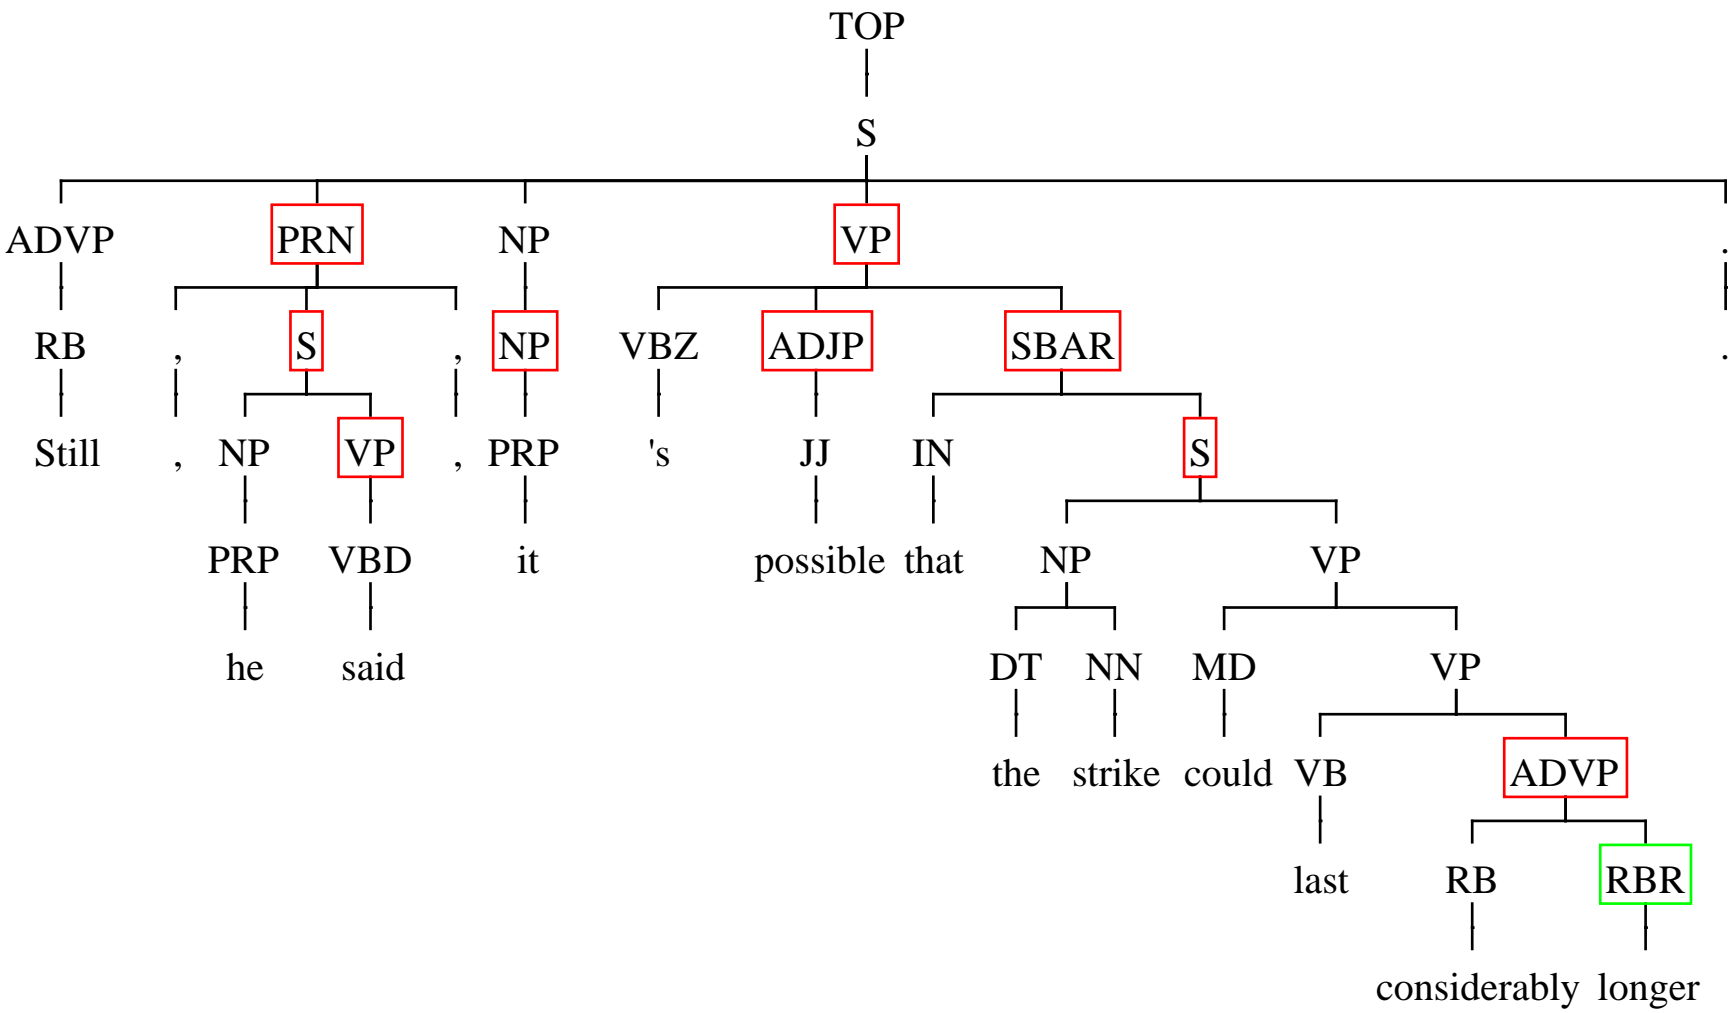 TOP
S
ADVP PRN NP VP .
RB , S , NP VBZ ADJP SBAR .
Still , NP VP , PRP 's JJ IN S
PRP VBD it possible that NP VP
he said DT NN MD VP
the strike could VB ADVP
last RB RBR
considerably longer